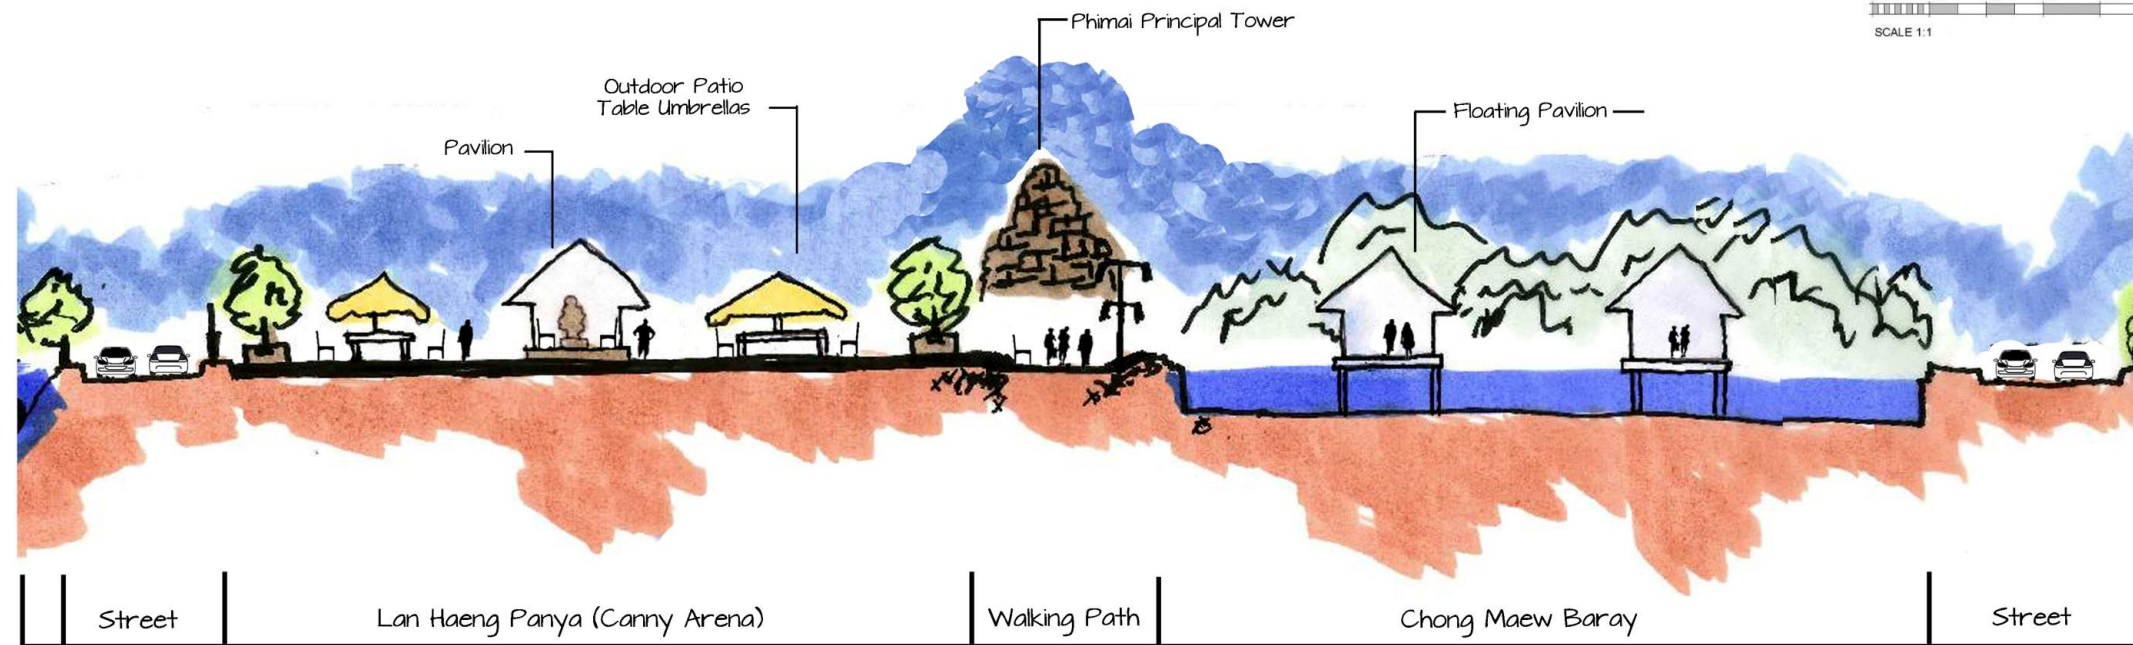 Phimai Principal Tower
SCALE 1:1
Outdoor Patio
Table Umbrellas
Floating Pavilion
Pavilion
Street
Lan Haeng Panya (Canny Arena)
Walking Path
Chong Maew Baray
Street